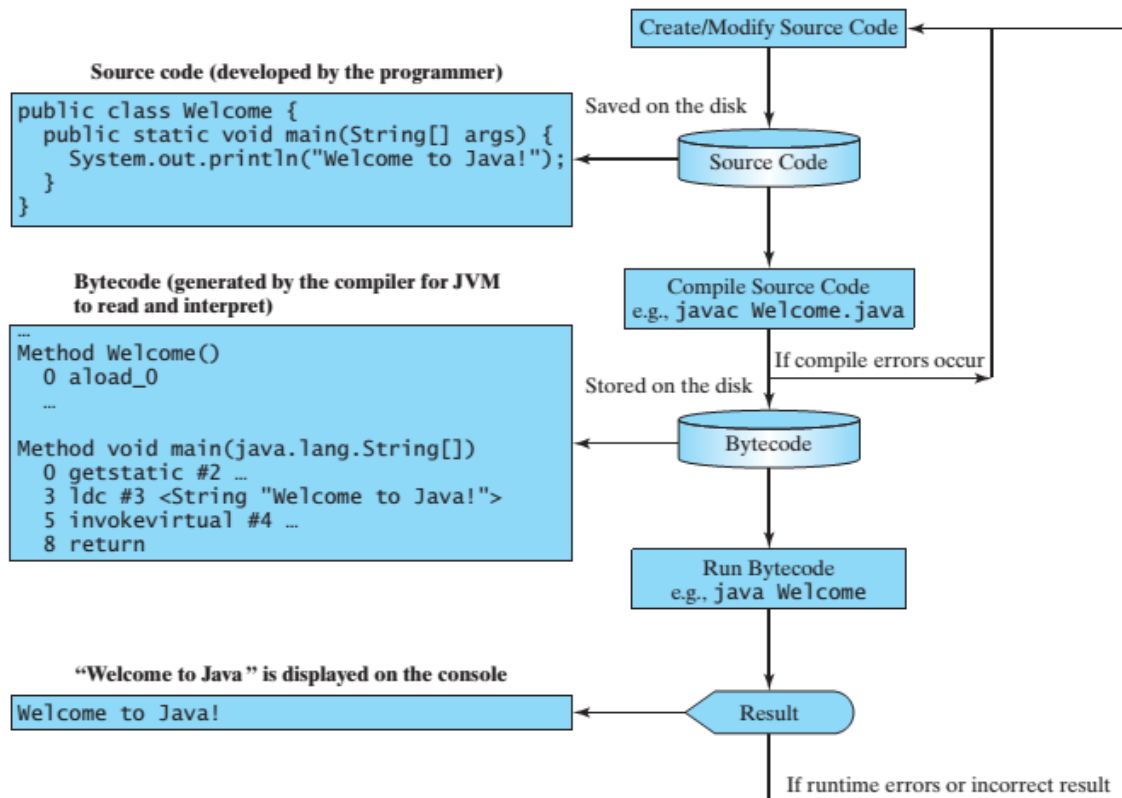 Create/Modify Source Code
Source code (developed by the programmer)
public class Welcome {
  public static void main(String[] args) {
    System.out.println("Welcome to Java!");
  }
}
Saved on the disk
Source Code
Compile Source Code
e.g., javac Welcome.java
If compile errors occur
Bytecode (generated by the compiler for JVM
to read and interpret)
…
Method Welcome()
  0 aload_0
  …
Method void main(java.lang.String[])
  0 getstatic #2 …
  3 ldc #3 <String "Welcome to Java!">
  5 invokevirtual #4 …
  8 return
Stored on the disk
Bytecode
Run Bytecode
e.g., java Welcome
“Welcome to Java” is displayed on the console
Welcome to Java!
Result
If runtime errors or incorrect result